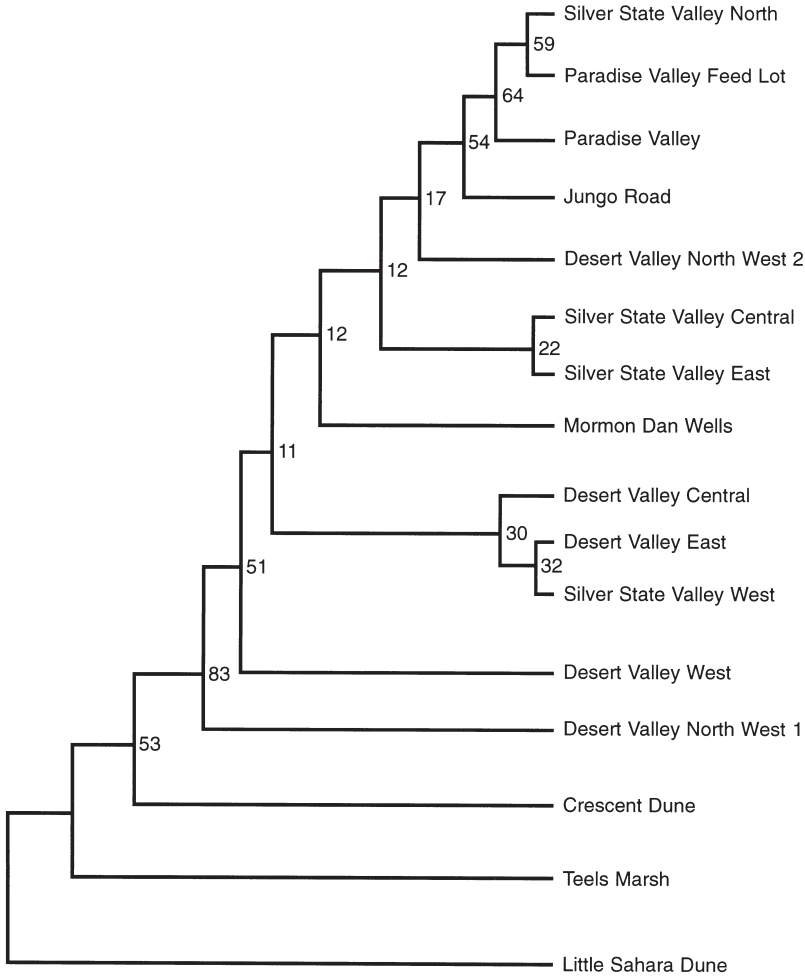 Silver State Valley North
59
Paradise Valley Feed Lot
64
Paradise Valley
54
Jungo Road
17
Desert Valley North West 2
12
Silver State Valley Central
12
22
Silver State Valley East
Mormon Dan Wells
11
Desert Valley Central
30
Desert Valley East
51
32
Silver State Valley West
83
Desert Valley West
Desert Valley North West 1
53
Crescent Dune
Teels Marsh
Little Sahara Dune